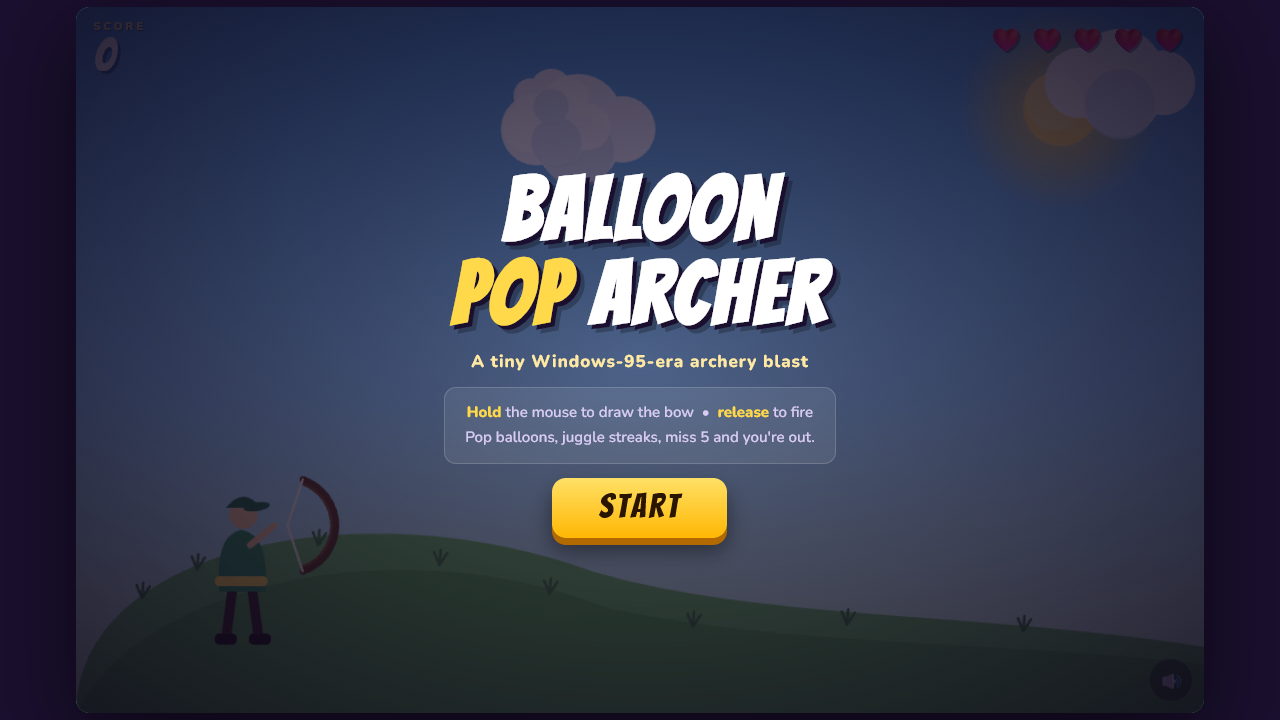 SCORE
0
BALLOON
POP ARCHER
A tiny Windows-95-era archery blast
Hold the mouse to draw the bow • release to fire
Pop balloons, juggle streaks, miss 5 and you're out.
START